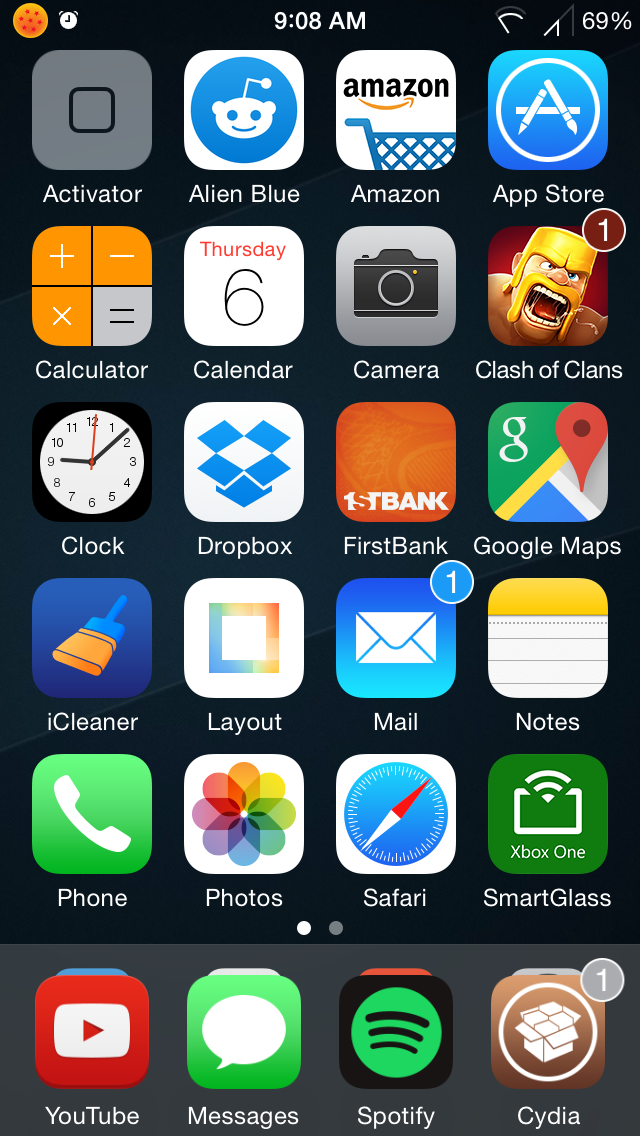 9:08 AM 69%
amazon
Activator Alien Blue Amazon App Store
1
Thursday
6
Calculator Calendar Camera Clash of Clans
12 1 2 3 4 5 6 7 8 9 10 11
g
1STBANK
Clock Dropbox FirstBank Google Maps
1
iCleaner Layout Mail Notes
Xbox One
Phone Photos Safari SmartGlass
1
YouTube Messages Spotify Cydia